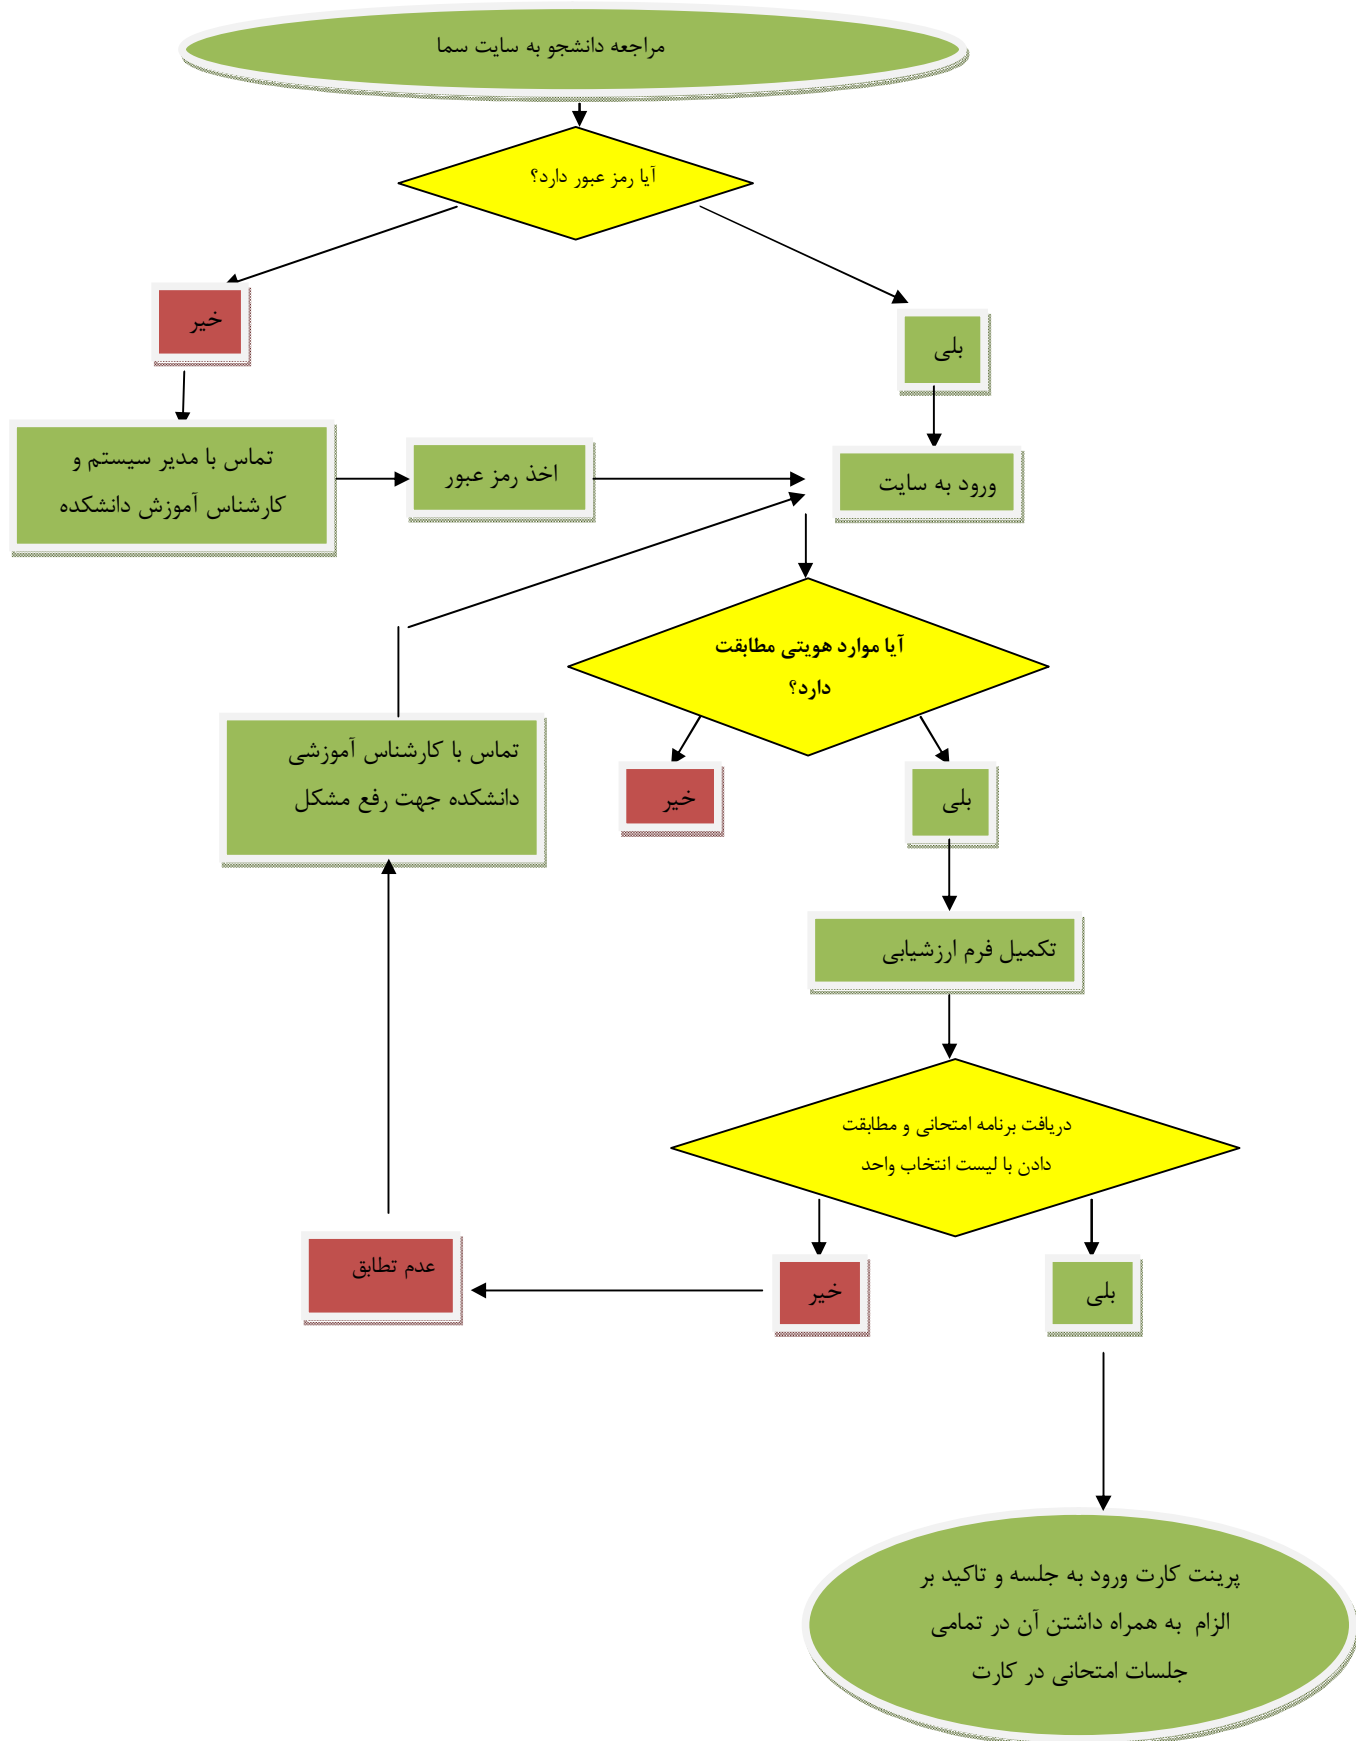 مراجعه دانشجو به سایت سما
آیا رمز عبور دارد؟
خیر
بلی
تماس با مدیر سیستم و
کارشناس آموزش دانشکده
اخذ رمز عبور
ورود به سایت
آیا موارد هویتی مطابقت
دارد؟
تماس با کارشناس آموزشی
دانشکده جهت رفع مشکل
خیر
بلی
تکمیل فرم ارزشیابی
دریافت برنامه امتحانی و مطابقت
دادن با لیست انتخاب واحد
عدم تطابق
خیر
بلی
پرینت کارت ورود به جلسه و تاکید بر
الزام به همراه داشتن آن در تمامی
جلسات امتحانی در کارت